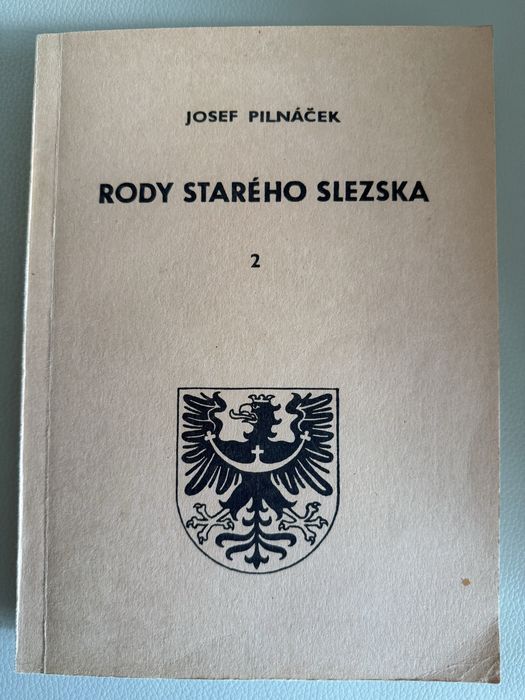 JOSEF PILNÁČEK
RODY STARÉHO SLEZSKA
2